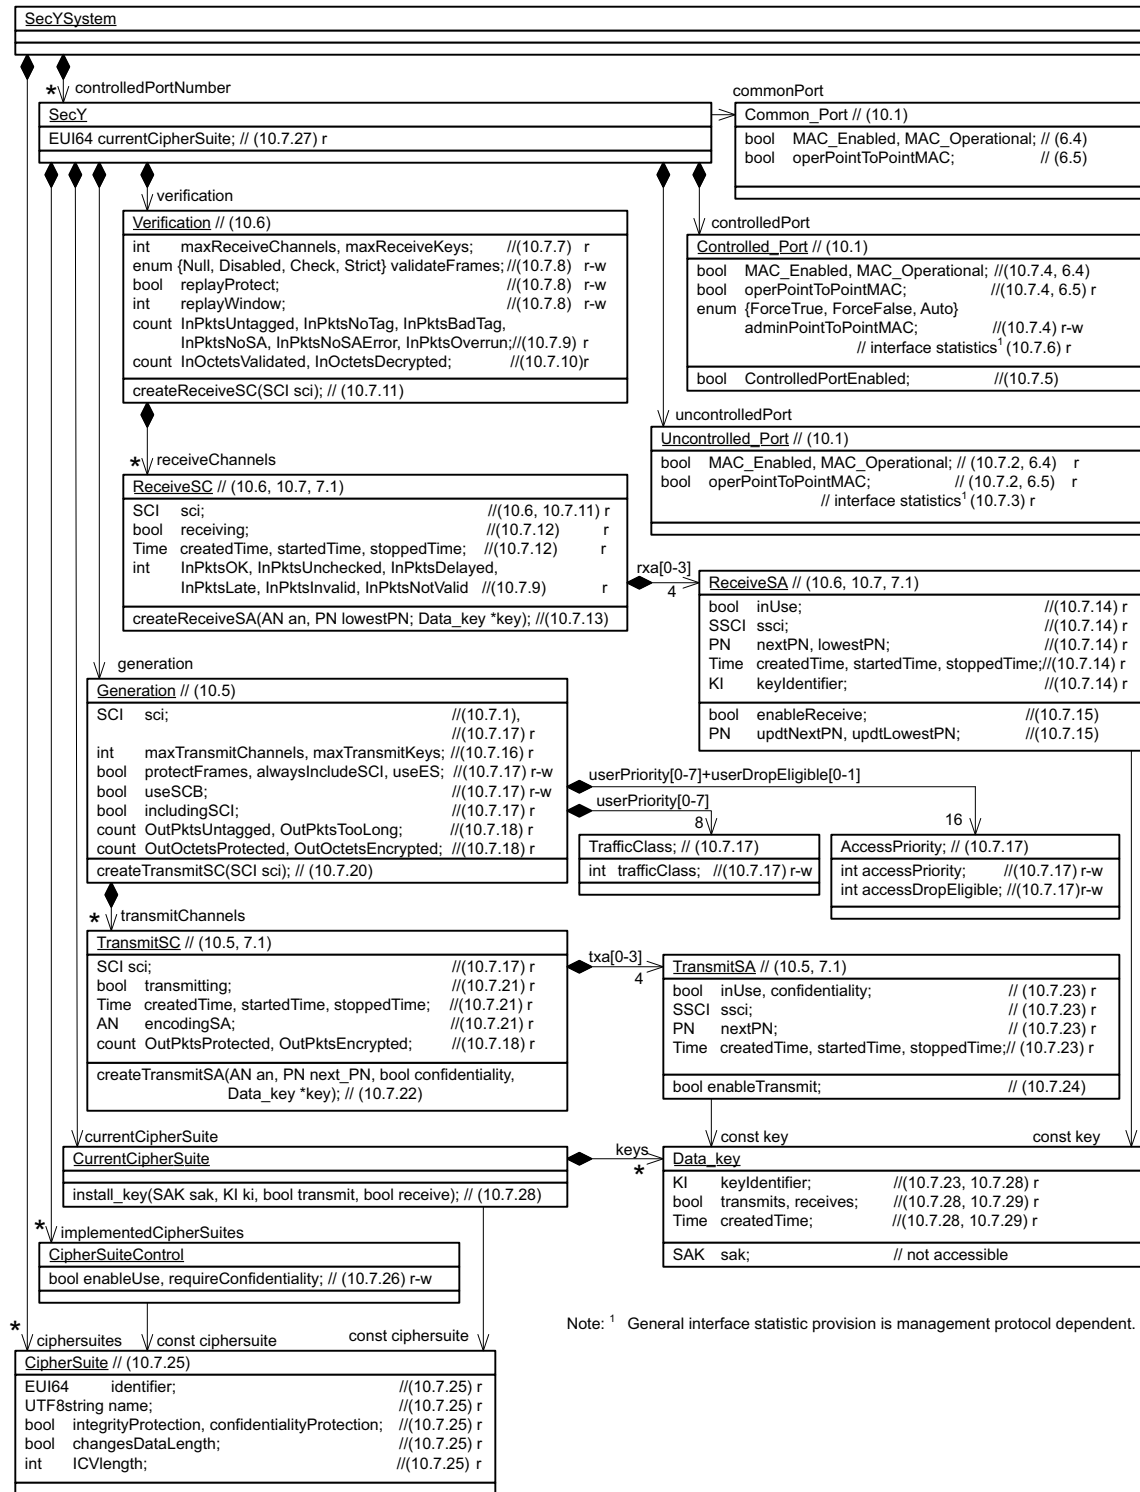 SecYSystem
* controlledPortNumber
commonPort
SecY
EUI64 currentCipherSuite; // (10.7.27) r
Common_Port // (10.1)
bool MAC_Enabled, MAC_Operational; // (6.4)
bool operPointToPointMAC; // (6.5)
verification
Verification // (10.6)
int maxReceiveChannels, maxReceiveKeys; //(10.7.7) r
enum {Null, Disabled, Check, Strict} validateFrames; //(10.7.8) r-w
bool replayProtect; //(10.7.8) r-w
int replayWindow; //(10.7.8) r-w
count InPktsUntagged, InPktsNoTag, InPktsBadTag,
InPktsNoSA, InPktsNoSAError, InPktsOverrun;//(10.7.9) r
count InOctetsValidated, InOctetsDecrypted; //(10.7.10)r
createReceiveSC(SCI sci); // (10.7.11)
controlledPort
Controlled_Port // (10.1)
bool MAC_Enabled, MAC_Operational; //(10.7.4, 6.4)
bool operPointToPointMAC; //(10.7.4, 6.5) r
enum {ForceTrue, ForceFalse, Auto}
adminPointToPointMAC; //(10.7.4) r-w
// interface statistics1 (10.7.6) r
bool ControlledPortEnabled; //(10.7.5)
uncontrolledPort
Uncontrolled_Port // (10.1)
bool MAC_Enabled, MAC_Operational; // (10.7.2, 6.4) r
bool operPointToPointMAC; // (10.7.2, 6.5) r
// interface statistics1 (10.7.3) r
* receiveChannels
ReceiveSC // (10.6, 10.7, 7.1)
SCI sci; //(10.6, 10.7.11) r
bool receiving; //(10.7.12) r
Time createdTime, startedTime, stoppedTime; //(10.7.12) r
int InPktsOK, InPktsUnchecked, InPktsDelayed,
InPktsLate, InPktsInvalid, InPktsNotValid //(10.7.9) r
createReceiveSA(AN an, PN lowestPN; Data_key *key); //(10.7.13)
rxa[0-3]
4
ReceiveSA // (10.6, 10.7, 7.1)
bool inUse; //(10.7.14) r
SSCI ssci; //(10.7.14) r
PN nextPN, lowestPN; //(10.7.14) r
Time createdTime, startedTime, stoppedTime;//(10.7.14) r
KI keyIdentifier; //(10.7.14) r
bool enableReceive; //(10.7.15)
PN updtNextPN, updtLowestPN; //(10.7.15)
generation
Generation // (10.5)
SCI sci; //(10.7.1),
//(10.7.17) r
int maxTransmitChannels, maxTransmitKeys; //(10.7.16) r
bool protectFrames, alwaysIncludeSCI, useES; //(10.7.17) r-w
bool useSCB; //(10.7.17) r-w
bool includingSCI; //(10.7.17) r
count OutPktsUntagged, OutPktsTooLong; //(10.7.18) r
count OutOctetsProtected, OutOctetsEncrypted; //(10.7.18) r
createTransmitSC(SCI sci); // (10.7.20)
userPriority[0-7]+userDropEligible[0-1]
userPriority[0-7]
8
16
TrafficClass; // (10.7.17)
int trafficClass; //(10.7.17) r-w
AccessPriority; // (10.7.17)
int accessPriority; //(10.7.17) r-w
int accessDropEligible; //(10.7.17)r-w
* transmitChannels
TransmitSC // (10.5, 7.1)
SCI sci; //(10.7.17) r
bool transmitting; //(10.7.21) r
Time createdTime, startedTime, stoppedTime; //(10.7.21) r
AN encodingSA; //(10.7.21) r
count OutPktsProtected, OutPktsEncrypted; //(10.7.18) r
createTransmitSA(AN an, PN next_PN, bool confidentiality,
Data_key *key); // (10.7.22)
txa[0-3]
4
TransmitSA // (10.5, 7.1)
bool inUse, confidentiality; // (10.7.23) r
SSCI ssci; // (10.7.23) r
PN nextPN; // (10.7.23) r
Time createdTime, startedTime, stoppedTime;// (10.7.23) r
bool enableTransmit; // (10.7.24)
currentCipherSuite
CurrentCipherSuite
install_key(SAK sak, KI ki, bool transmit, bool receive); // (10.7.28)
keys
*
const key
const key
Data_key
KI keyIdentifier; //(10.7.23, 10.7.28) r
bool transmits, receives; //(10.7.28, 10.7.29) r
Time createdTime; //(10.7.28, 10.7.29) r
SAK sak; // not accessible
* implementedCipherSuites
CipherSuiteControl
bool enableUse, requireConfidentiality; // (10.7.26) r-w
* ciphersuites
const ciphersuite
const ciphersuite
Note: 1 General interface statistic provision is management protocol dependent.
CipherSuite // (10.7.25)
EUI64 identifier; //(10.7.25) r
UTF8string name; //(10.7.25) r
bool integrityProtection, confidentialityProtection; //(10.7.25) r
bool changesDataLength; //(10.7.25) r
int ICVlength; //(10.7.25) r